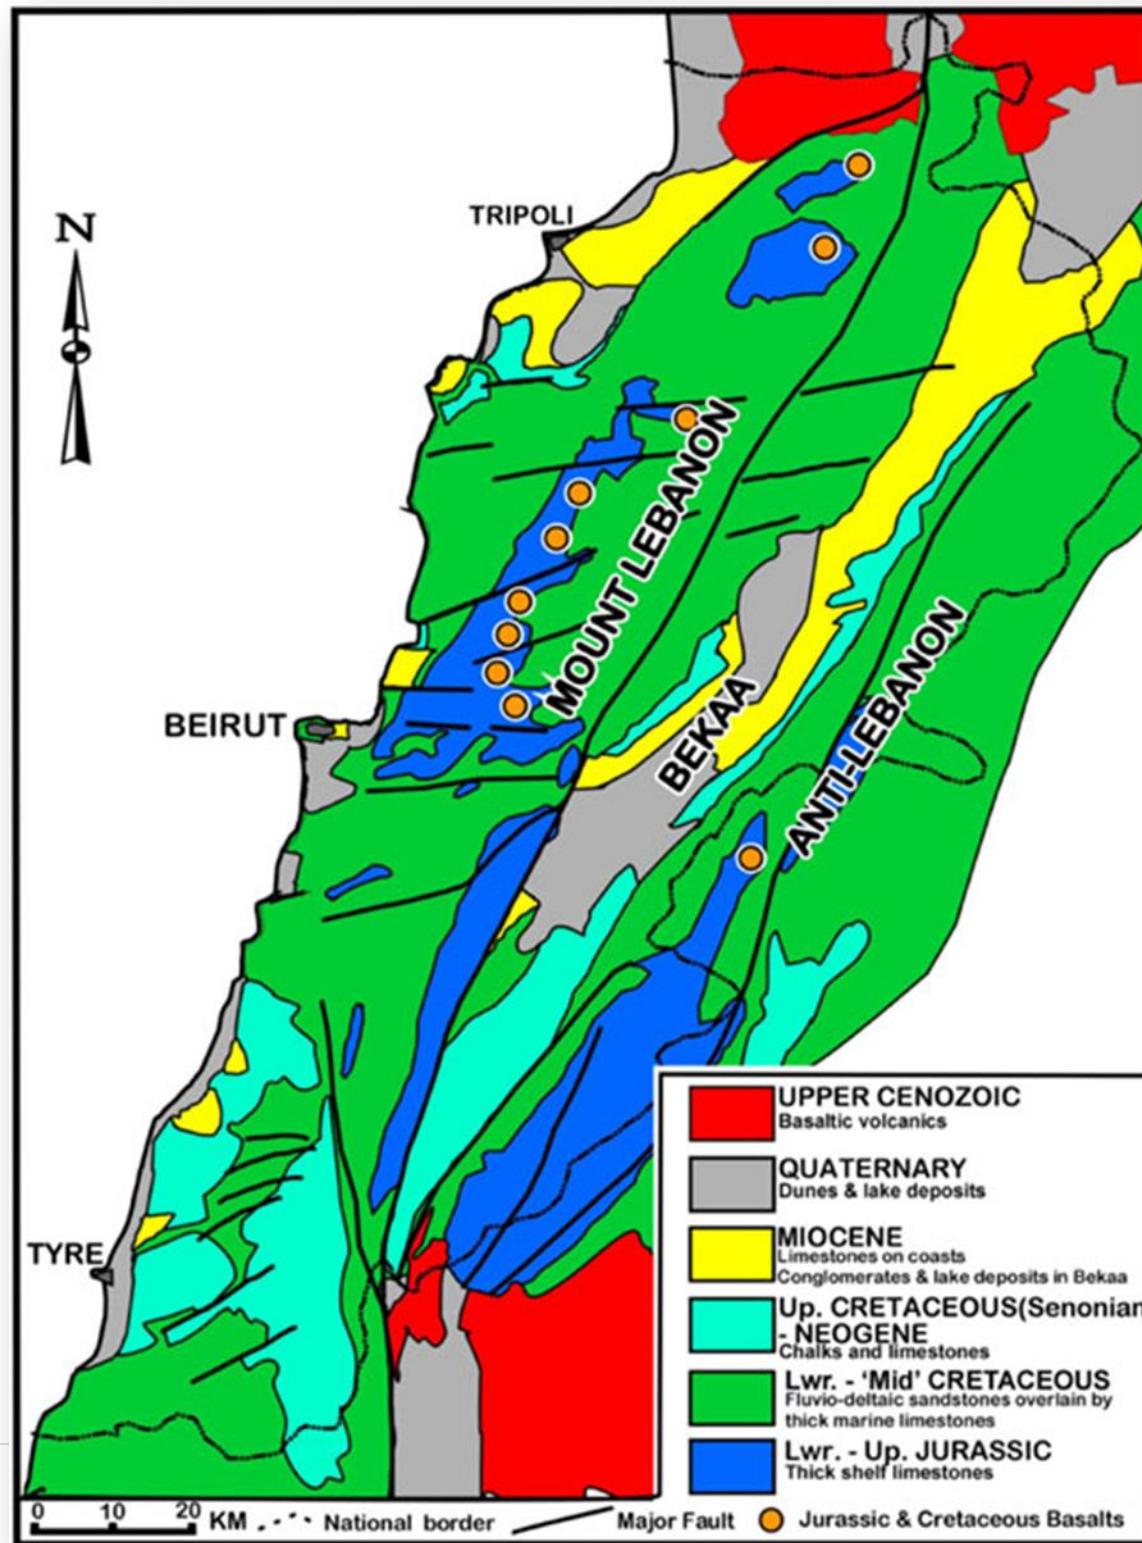 N
TRIPOLI
MOUNT LEBANON
BEIRUT
BEKAA
ANTI-LEBANON
TYRE
UPPER CENOZOIC
Basaltic volcanics
QUATERNARY
Dunes & lake deposits
MIOCENE
Limestones on coasts
Conglomerates & lake deposits in Bekaa
Up. CRETACEOUS(Senonian
- NEOGENE
Chalks and limestones
Lwr. - 'Mid' CRETACEOUS
Fluvio-deltaic sandstones overlain by
thick marine limestones
Lwr. - Up. JURASSIC
Thick shelf limestones
0 10 20 KM National border Major Fault Jurassic & Cretaceous Basalts